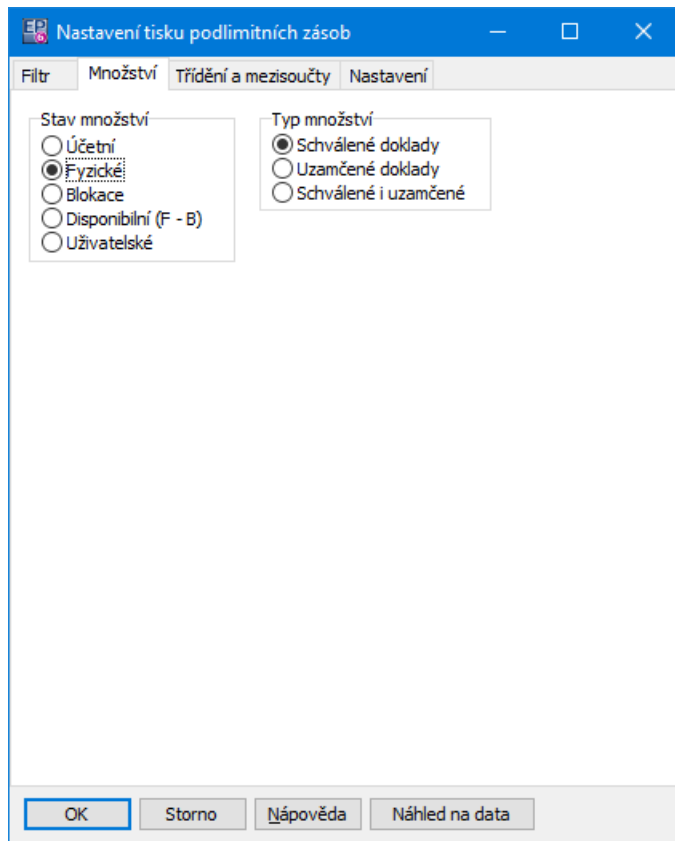 Nastavení tisku podlimitních zásob
Filtr Množství Třídění a mezisoučty Nastavení
Stav množství
Účetní
Fyzické
Blokace
Disponibilní (F - B)
Uživatelské
Typ množství
Schválené doklady
Uzamčené doklady
Schválené i uzamčené
OK Storno Nápověda Náhled na data